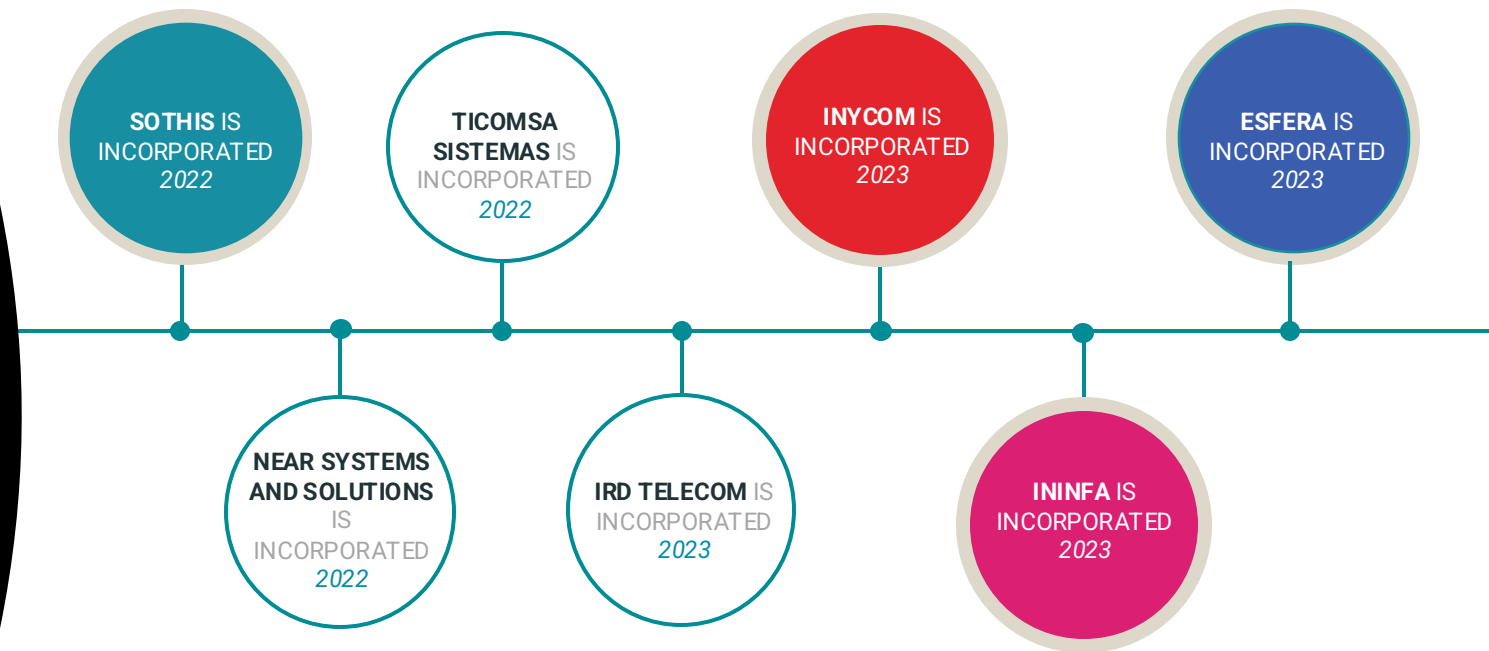 SOTHIS IS
INCORPORATED
2022
NEAR SYSTEMS
AND SOLUTIONS
IS
INCORPORATED
2022
TICOMSA
SISTEMAS IS
INCORPORATED
2022
IRD TELECOM IS
INCORPORATED
2023
INYCOM IS
INCORPORATED
2023
ININFA IS
INCORPORATED
2023
ESFERA IS
INCORPORATED
2023